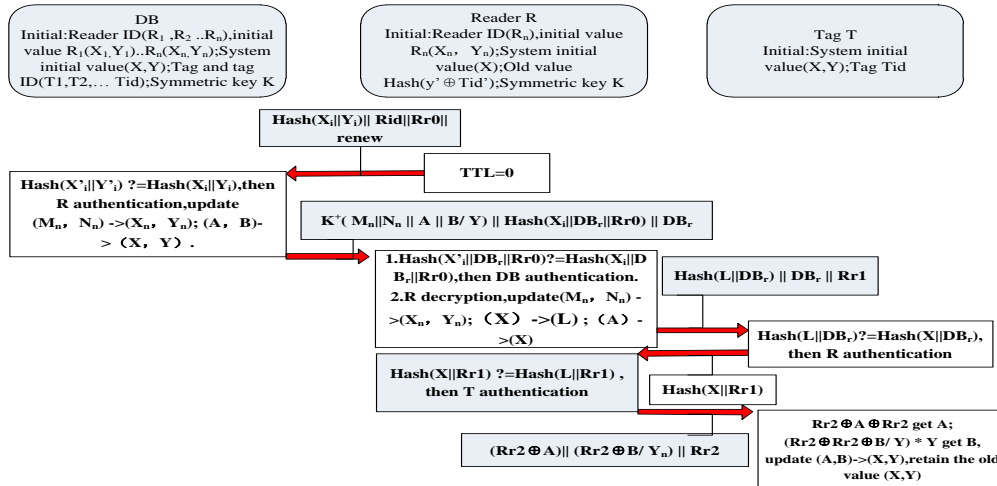 DB
Initial:Reader ID(R1 ,R2 ..Rn),initial
value R1(X1,Y1)..Rn(Xn,Yn);System
initial value(X,Y);Tag and tag
ID(T1,T2,… Tid);Symmetric key K
Reader R
Initial:Reader ID(Rn),initial value
Rn(Xn，Yn);System initial
value(X);Old value
Hash(y’⊕Tid’);Symmetric key K
Tag T
Initial:System initial
value(X,Y);Tag Tid
Hash(Xi||Yi)|| Rid||Rr0||
renew
TTL=0
Hash(X’i||Y’i) ?=Hash(Xi||Yi),then
R authentication,update
(Mn，Nn) ->(Xn，Yn); (A，B)-
>（X，Y）.
K+( Mn||Nn || A || B/ Y) || Hash(Xi||DBr||Rr0) || DBr
1.Hash(X’i||DBr||Rr0)?=Hash(Xi||D
Br||Rr0),then DB authentication.
2.R decryption,update(Mn，Nn) -
>(Xn，Yn);（X）->(L) ;（A）-
>(X)
Hash(L||DBr) || DBr || Rr1
Hash(L||DBr)?=Hash(X||DBr),
then R authentication
Hash(X||Rr1) ?=Hash(L||Rr1) ,
then T authentication
Hash(X||Rr1)
(Rr2⊕A)|| (Rr2⊕B/ Yn) || Rr2
Rr2⊕A⊕Rr2 get A;
(Rr2⊕Rr2⊕B/ Y) * Y get B,
update (A,B)->(X,Y),retain the old
value (X,Y)